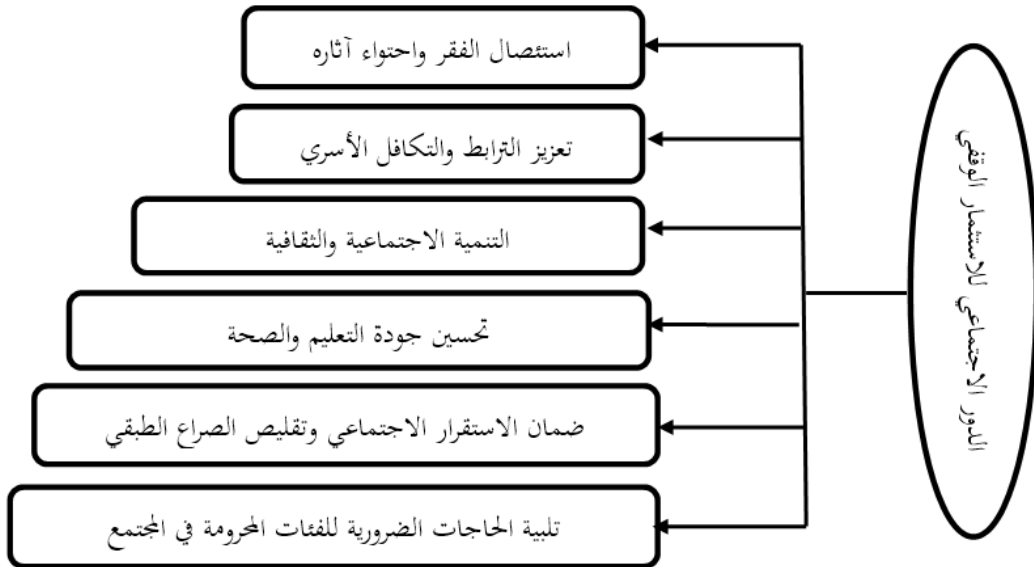 الدور الاجتماعي للاستثمار الوقفي
استئصال الفقر واحتواء آثاره
تعزيز الترابط والتكافل الأسري
التنمية الاجتماعية والثقافية
تحسين جودة التعليم والصحة
ضمان الاستقرار الاجتماعي وتقليص الصراع الطبقي
تلبية الحاجات الضرورية للفئات المحرومة في المجتمع